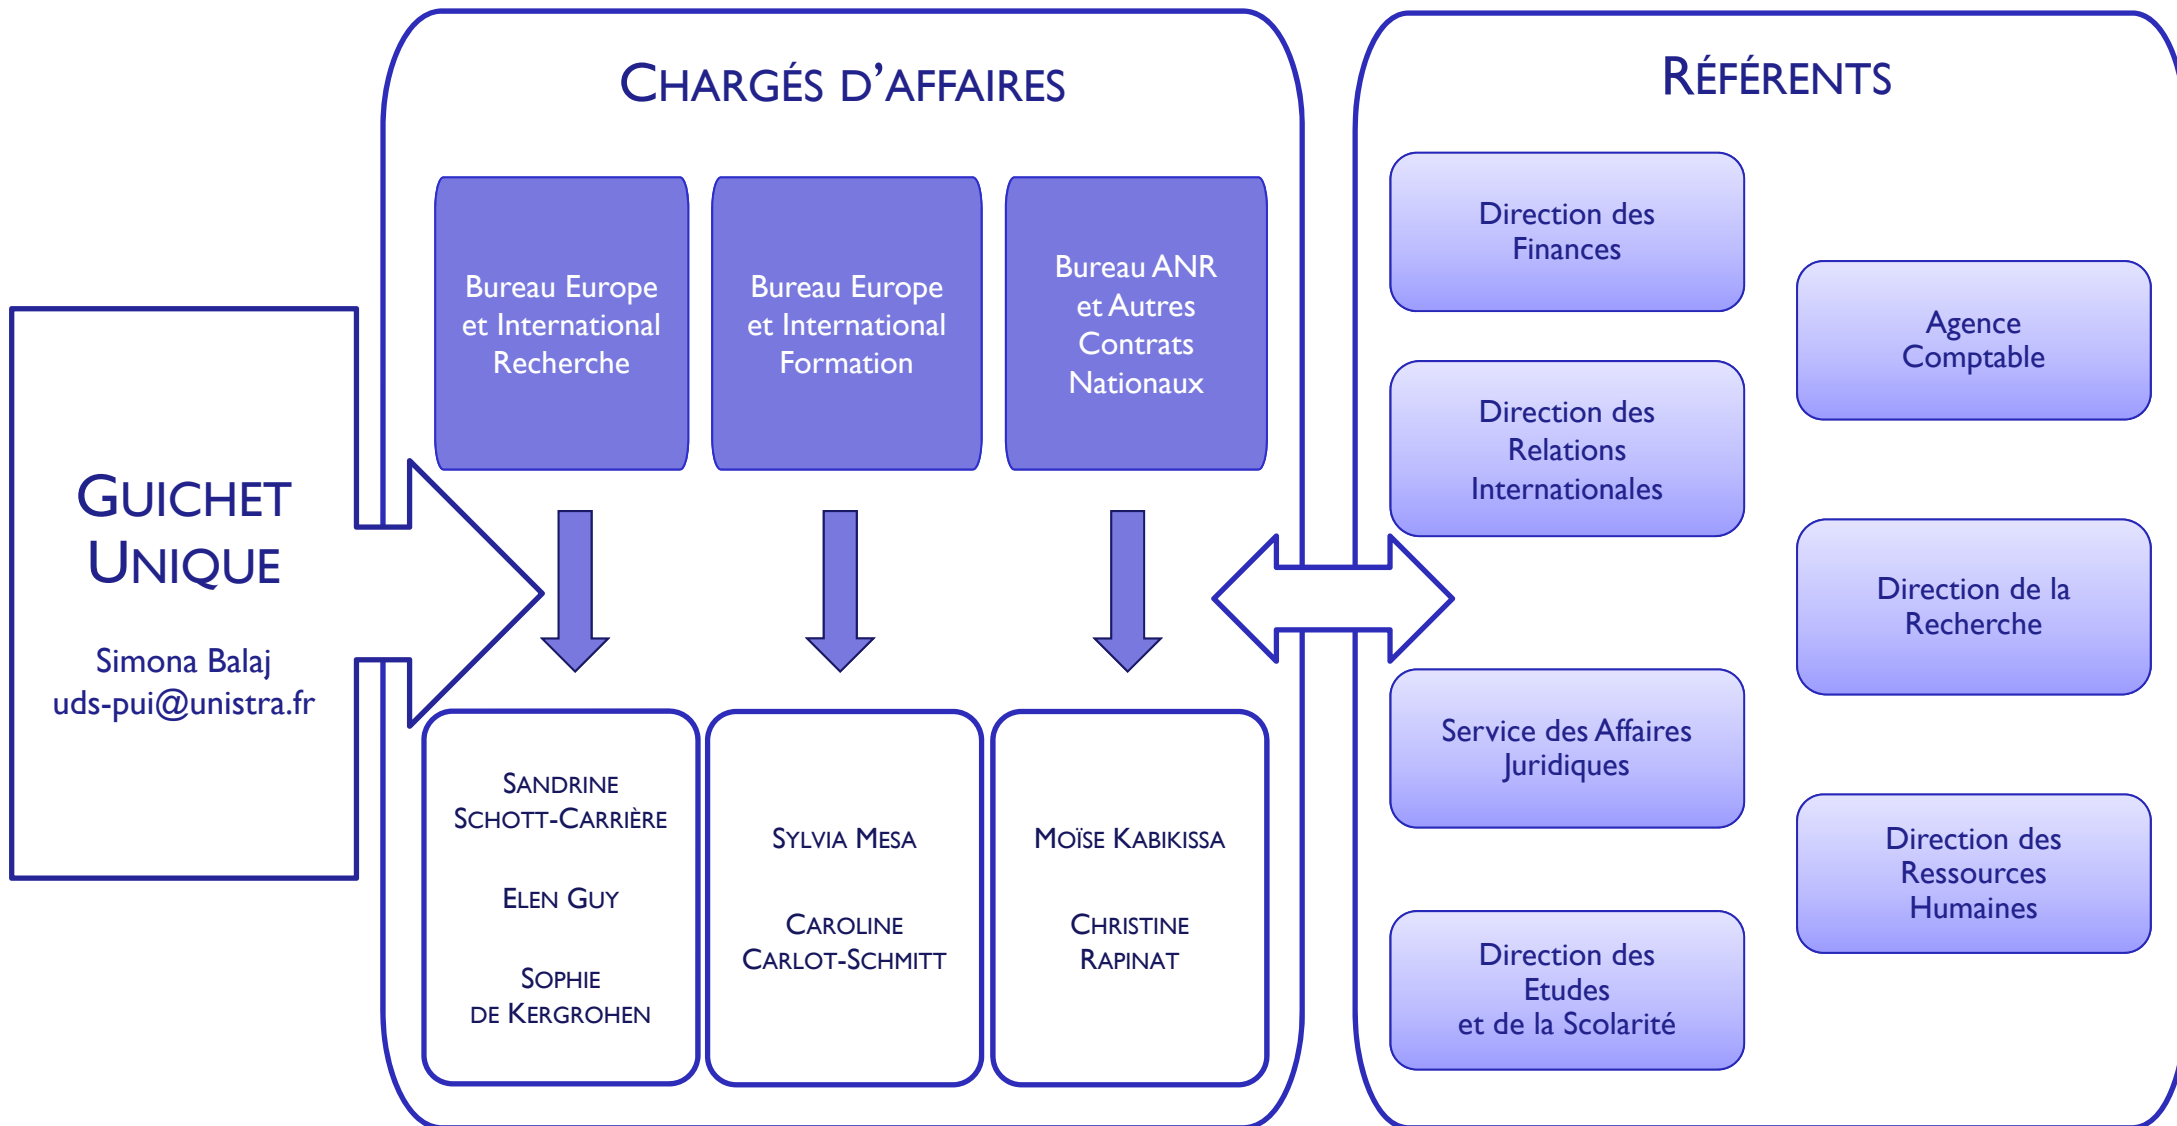 GUICHET
UNIQUE
Simona Balaj
uds-pui@unistra.fr
CHARGÉS D’AFFAIRES
Bureau Europe
et International
Recherche
Bureau Europe
et International
Formation
Bureau ANR
et Autres
Contrats
Nationaux
SANDRINE
SCHOTT-CARRIÈRE
ELEN GUY
SOPHIE
DE KERGROHEN
SYLVIA MESA
CAROLINE
CARLOT-SCHMITT
MOÏSE KABIKISSA
CHRISTINE
RAPINAT
RÉFÉRENTS
Direction des
Finances
Agence
Comptable
Direction des
Relations
Internationales
Direction de la
Recherche
Service des Affaires
Juridiques
Direction des
Ressources
Humaines
Direction des
Etudes
et de la Scolarité